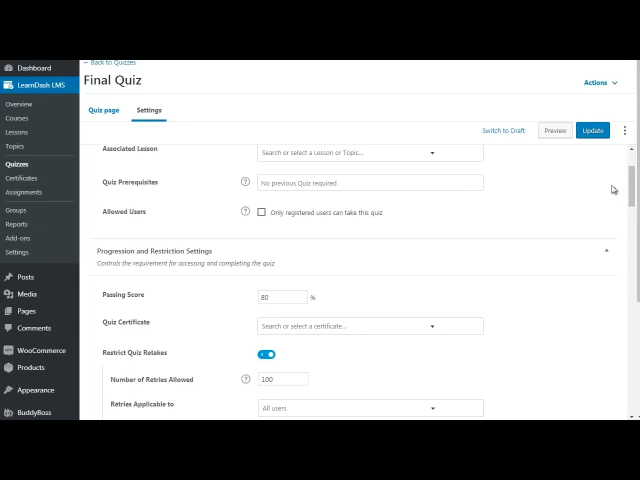 Dashboard
LearnDash LMS
Overview
Courses
Lessons
Topics
Quizzes
Certificates
Assignments
Groups
Reports
Add-ons
Settings
Posts
Media
Pages
Comments
WooCommerce
Products
Appearance
BuddyBoss
← Back to Quizzes
Final Quiz
Actions
Quiz page Settings
Switch to Draft Preview Update
Associated Lesson Search or select a Lesson or Topic...
Quiz Prerequisites ? No previous Quiz required
Allowed Users ? Only registered users can take this quiz
Progression and Restriction Settings
Controls the requirement for accessing and completing the quiz
Passing Score 80 %
Quiz Certificate Search or select a certificate...
Restrict Quiz Retakes
Number of Retries Allowed ? 100
Retries Applicable to All users